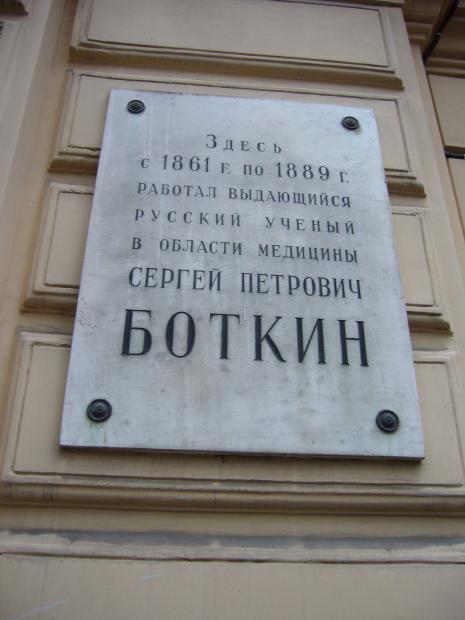 Здесь
с 1861 г. по 1889 г.
работал выдающийся
русский ученый
в области медицины
Сергей Петрович
БОТКИН